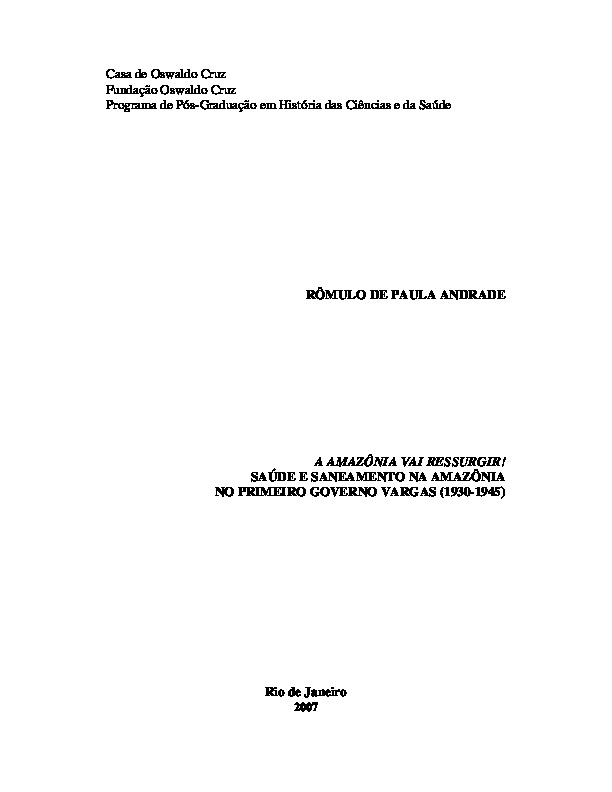 Casa de Oswaldo Cruz
Fundação Oswaldo Cruz
Programa de Pós-Graduação em História das Ciências e da Saúde
RÔMULO DE PAULA ANDRADE
A AMAZÔNIA VAI RESSURGIR!
SAÚDE E SANEAMENTO NA AMAZÔNIA
NO PRIMEIRO GOVERNO VARGAS (1930-1945)
Rio de Janeiro
2007